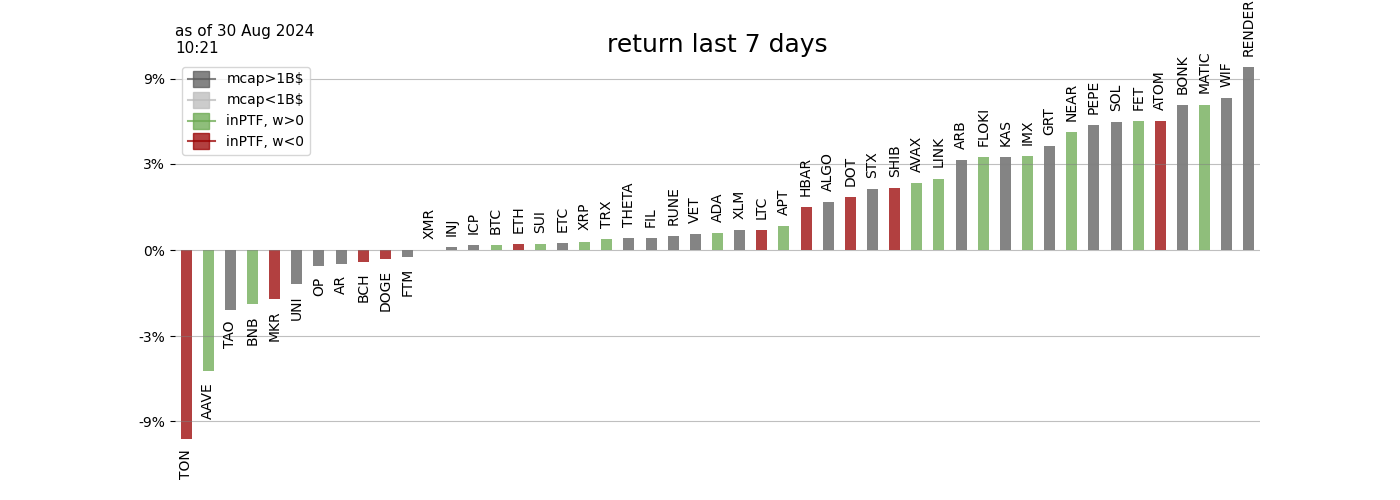 as of 30 Aug 2024
10:21
return last 7 days
mcap>1B$
mcap<1B$
inPTF, w>0
inPTF, w<0
9%
3%
0%
-3%
-9%
TON
AAVE
TAO
BNB
MKR
UNI
OP
AR
BCH
DOGE
FTM
XMR
INJ
ICP
BTC
ETH
SUI
ETC
XRP
TRX
THETA
FIL
RUNE
VET
ADA
XLM
LTC
APT
HBAR
ALGO
DOT
STX
SHIB
AVAX
LINK
ARB
FLOKI
KAS
IMX
GRT
NEAR
PEPE
SOL
FET
ATOM
BONK
MATIC
WIF
RENDER